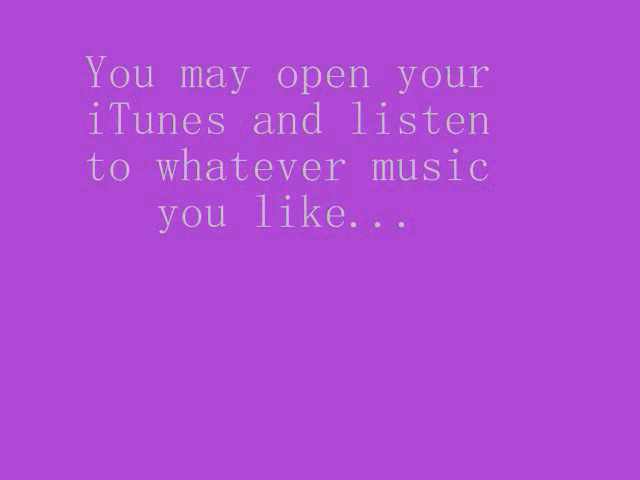 You may open your
iTunes and listen
to whatever music
you like...